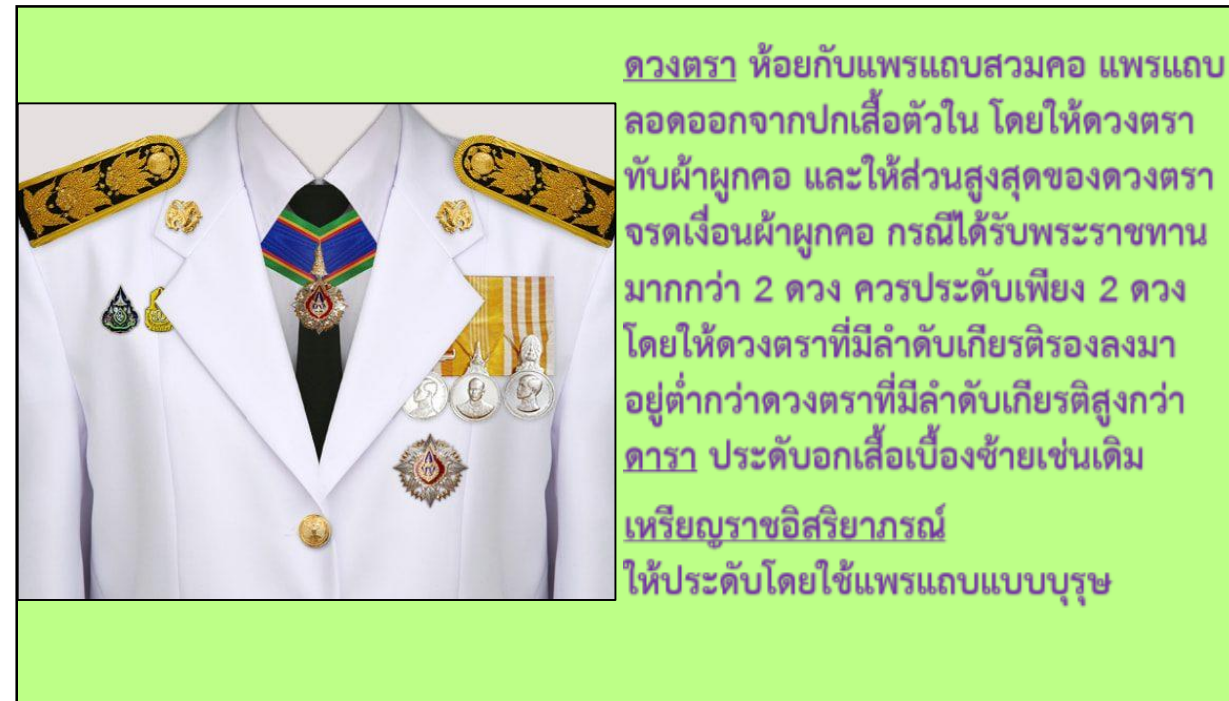 ดวงตรา ห้อยกับแพรแถบสวมคอ แพรแถบ
ลอดออกจากปกเสื้อตัวใน โดยให้ดวงตรา
ทับผ้าผูกคอ และให้ส่วนสูงสุดของดวงตรา
จรดเงื่อนผ้าผูกคอ กรณีได้รับพระราชทาน
มากกว่า 2 ดวง ควรประดับเพียง 2 ดวง
โดยให้ดวงตราที่มีลำดับเกียรติรองลงมา
อยู่ต่ำกว่าดวงตราที่มีลำดับเกียรติสูงกว่า
ดารา ประดับอกเสื้อเบื้องซ้ายเช่นเดิม
เหรียญราชอิสริยาภรณ์
ให้ประดับโดยใช้แพรแถบแบบบุรุษ